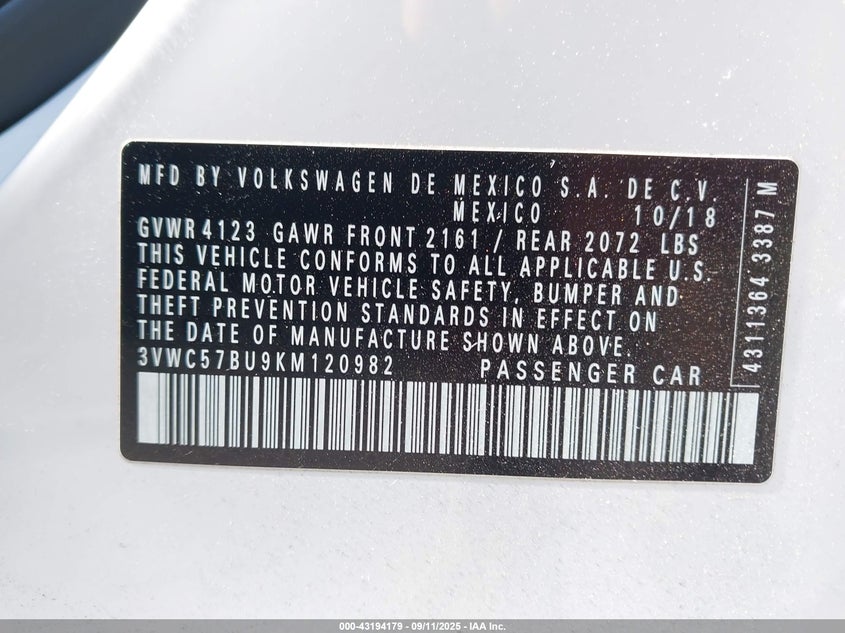 MFD BY VOLKSWAGEN DE MEXICO S.A. DE C.V.
MEXICO 10/18
GVWR 4123 GAWR FRONT 2161 / REAR 2072 LBS
THIS VEHICLE CONFORMS TO ALL APPLICABLE U.S.
FEDERAL MOTOR VEHICLE SAFETY, BUMPER AND
THEFT PREVENTION STANDARDS IN EFFECT ON
THE DATE OF MANUFACTURE SHOWN ABOVE.
3VWC57BU9KM120982 PASSENGER CAR
4311364 3387 M
000-43194179 - 09/11/2025 - IAA Inc.